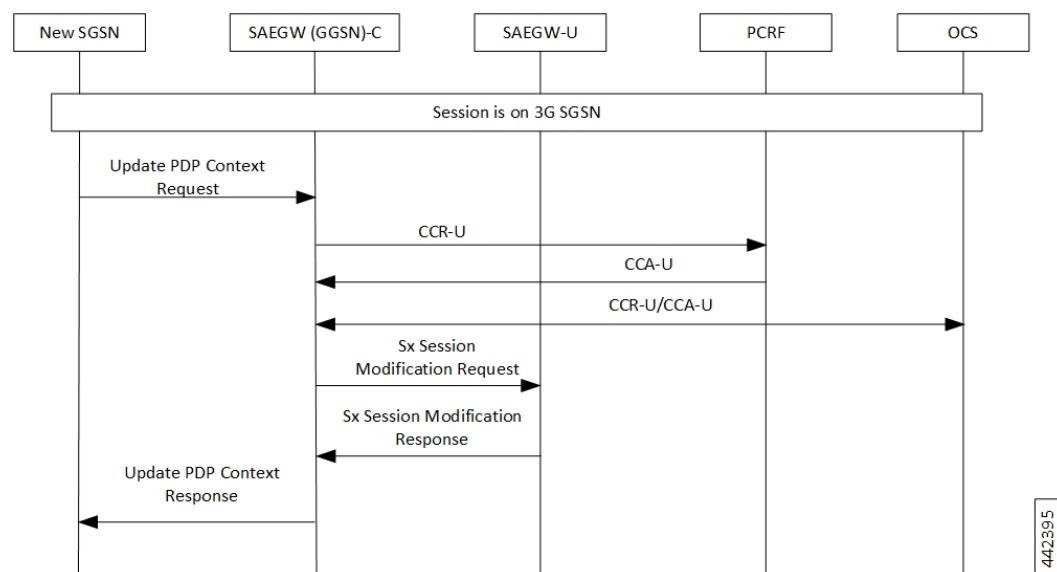 New SGSN
SAEGW (GGSN)-C
SAEGW-U
PCRF
OCS
Session is on 3G SGSN
Update PDP Context
Request
CCR-U
CCA-U
CCR-U/CCA-U
Sx Session
Modification Request
Sx Session Modification
Response
Update PDP Context
Response
442395